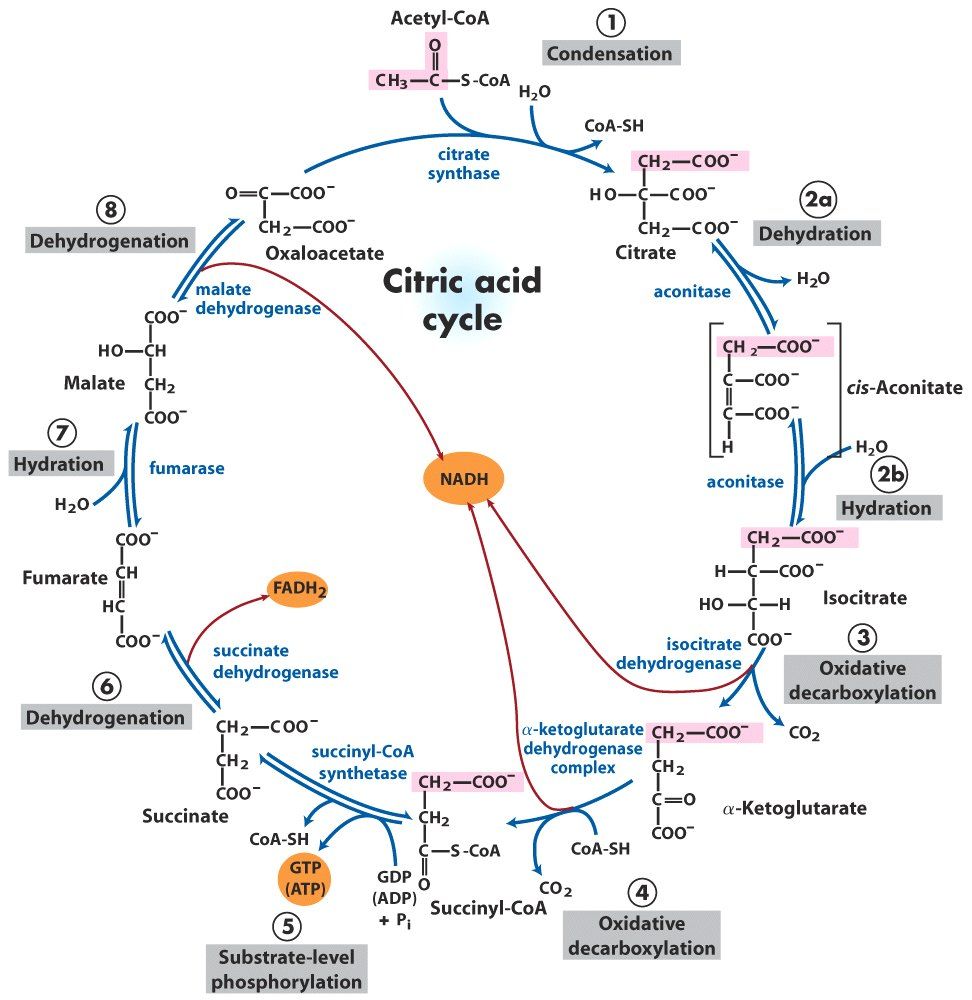 Acetyl-CoA
O
CH₃—C—S-CoA
H₂O
1
Condensation
CoA-SH
citrate
synthase
CH₂—COO⁻
HO—C—COO⁻
CH₂—COO⁻
Citrate
2a
Dehydration
aconitase
H₂O
CH₂—COO⁻
C—COO⁻
C—COO⁻
H
cis-Aconitate
aconitase
H₂O
2b
Hydration
CH₂—COO⁻
H—C—COO⁻
HO—C—H
COO⁻
Isocitrate
isocitrate
dehydrogenase
3
Oxidative
decarboxylation
CO₂
CH₂—COO⁻
CH₂
C=O
COO⁻
α-Ketoglutarate
α-ketoglutarate
dehydrogenase
complex
CoA-SH
CO₂
4
Oxidative
decarboxylation
CH₂—COO⁻
CH₂
C—S-CoA
O
Succinyl-CoA
succinyl-CoA
synthetase
GDP
(ADP)
+ Pᵢ
CoA-SH
GTP
(ATP)
5
Substrate-level
phosphorylation
CH₂—COO⁻
CH₂
COO⁻
Succinate
succinate
dehydrogenase
FADH₂
6
Dehydrogenation
COO⁻
CH
HC
COO⁻
Fumarate
fumarase
H₂O
7
Hydration
COO⁻
HO—CH
CH₂
COO⁻
Malate
malate
dehydrogenase
8
Dehydrogenation
O=C—COO⁻
CH₂—COO⁻
Oxaloacetate
Citric acid
cycle
NADH